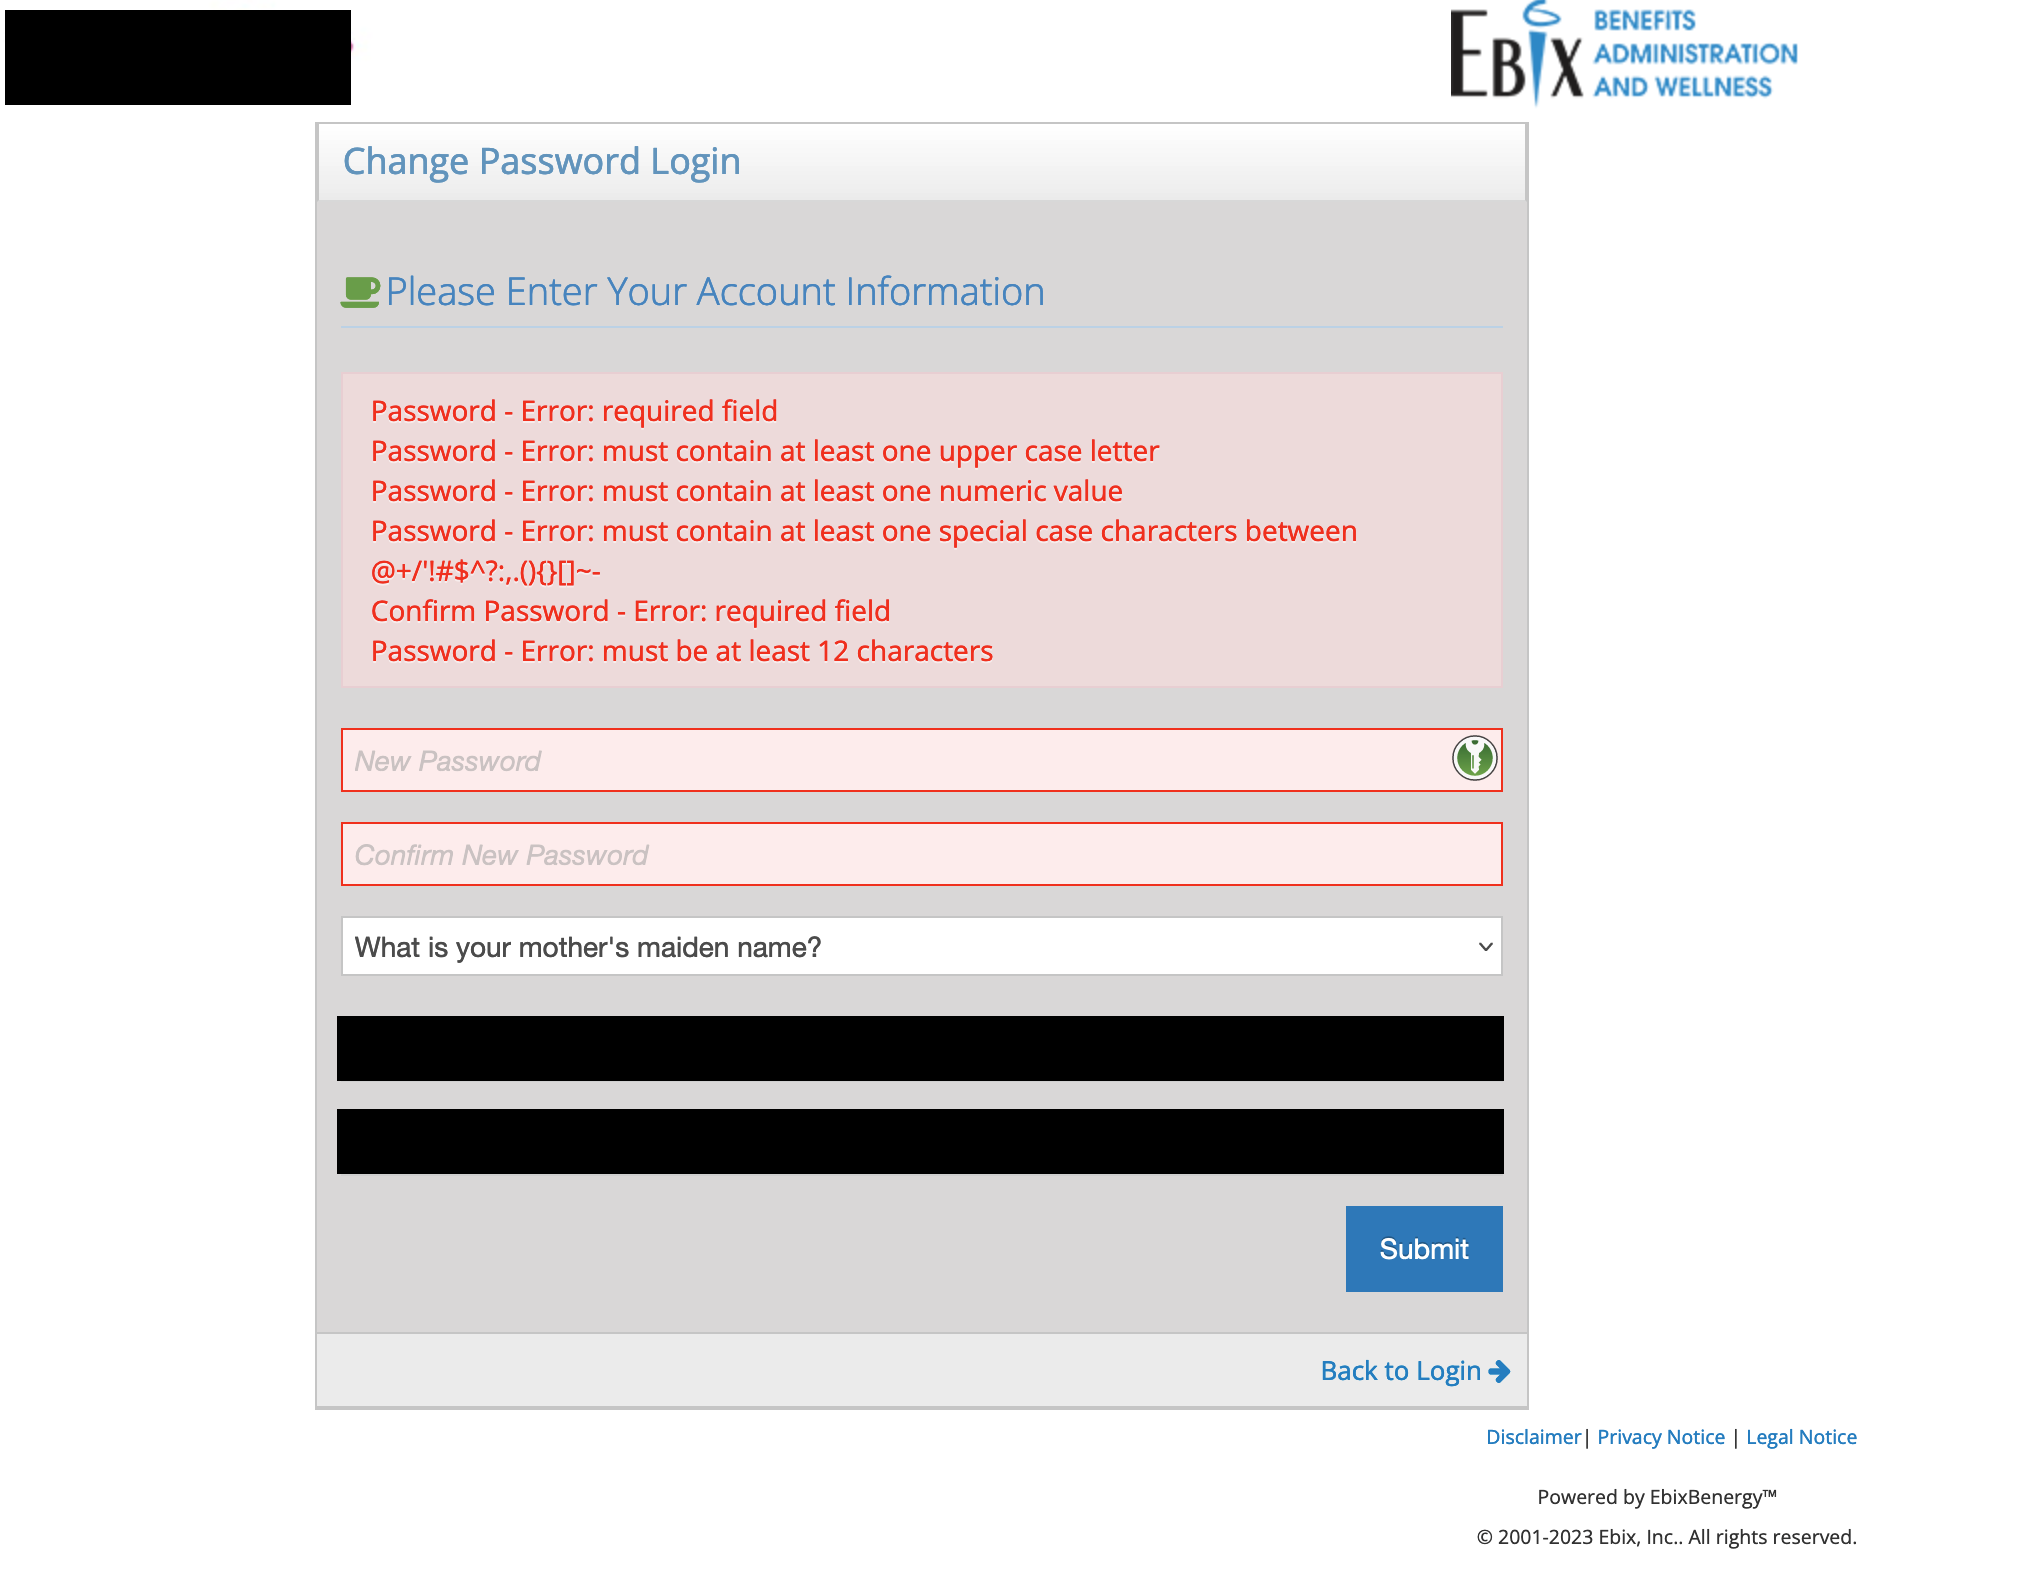 EBIX BENEFITS
ADMINISTRATION
AND WELLNESS
Change Password Login
Please Enter Your Account Information
Password - Error: required field
Password - Error: must contain at least one upper case letter
Password - Error: must contain at least one numeric value
Password - Error: must contain at least one special case characters between
@+/'!#$^?:,.(){}[]~-
Confirm Password - Error: required field
Password - Error: must be at least 12 characters
New Password
Confirm New Password
What is your mother's maiden name?
Submit
Back to Login
Disclaimer| Privacy Notice | Legal Notice
Powered by EbixBenergy™
© 2001-2023 Ebix, Inc.. All rights reserved.